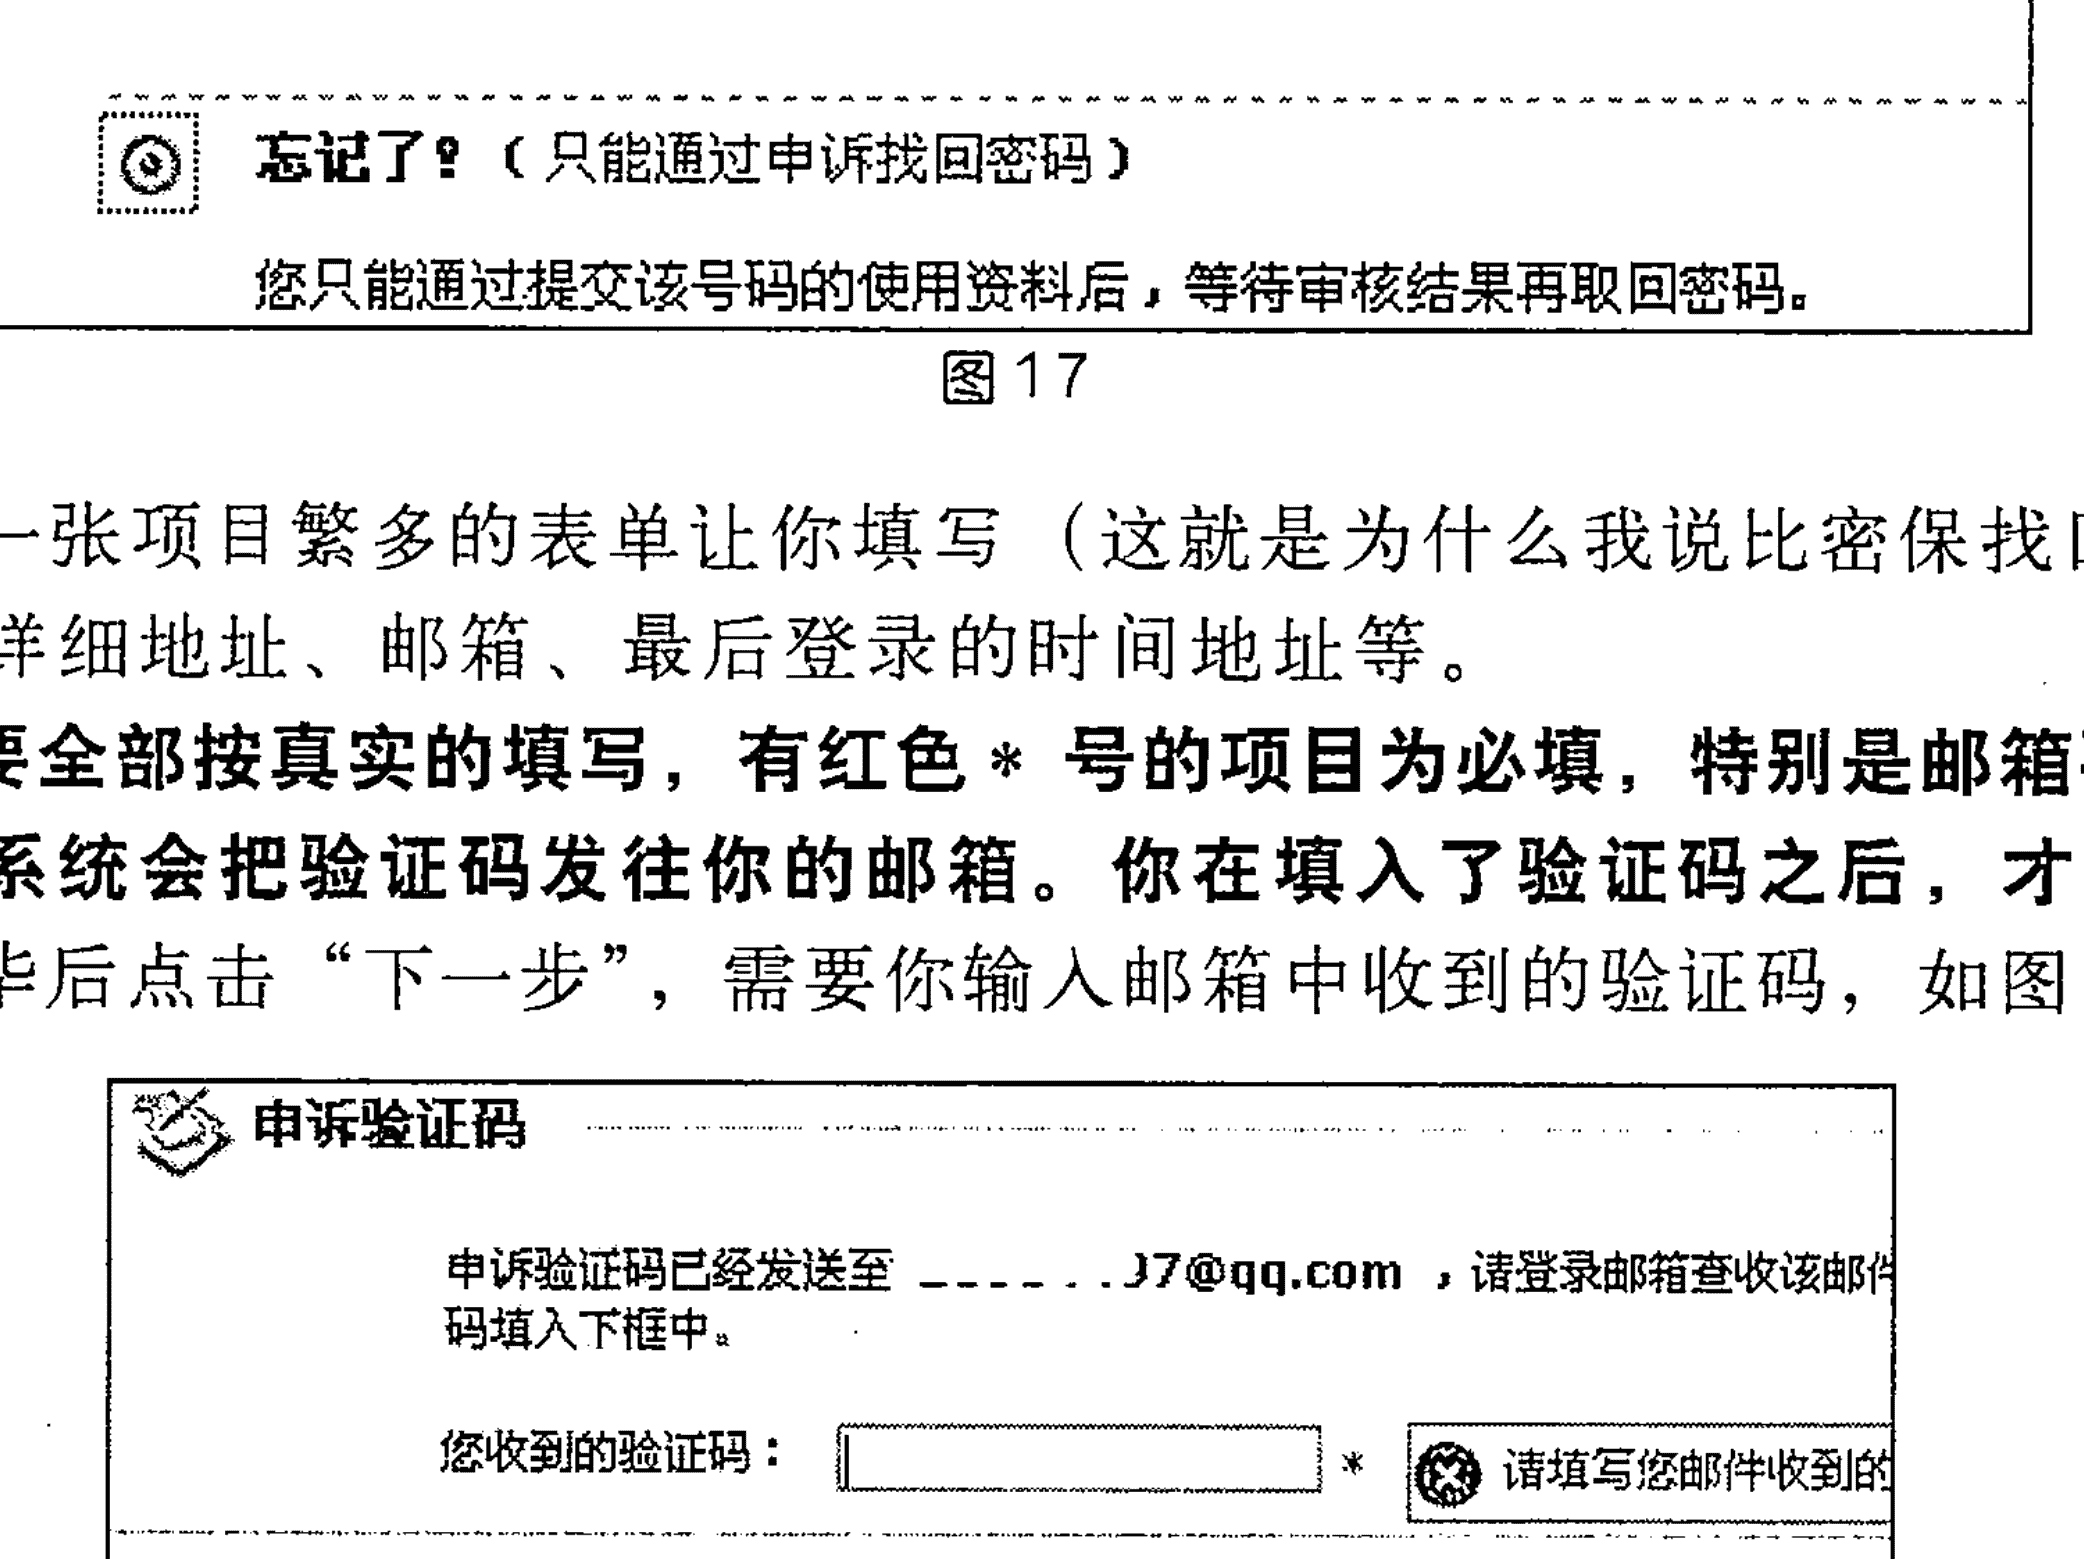 忘记了?(只能通过申诉找回密码)
您只能通过提交该号码的使用资料后,等待审核结果再取回密码。
图17
一张项目繁多的表单让你填写(这就是为什么我说比密保找
详细地址、邮箱、最后登录的时间地址等。
要全部按真实的填写,有红色* 号的项目为必填,特别是邮箱
系统会把验证码发往你的邮箱。你在填入了验证码之后,才
后点击“下一步”,需要你输入邮箱中收到的验证码,如图
申诉验证码
申诉验证码已经发送至 7@qq.com ,请登录邮箱查收该邮件
码填入下框中。
您收到的验证码: * 请填写您邮件收到的